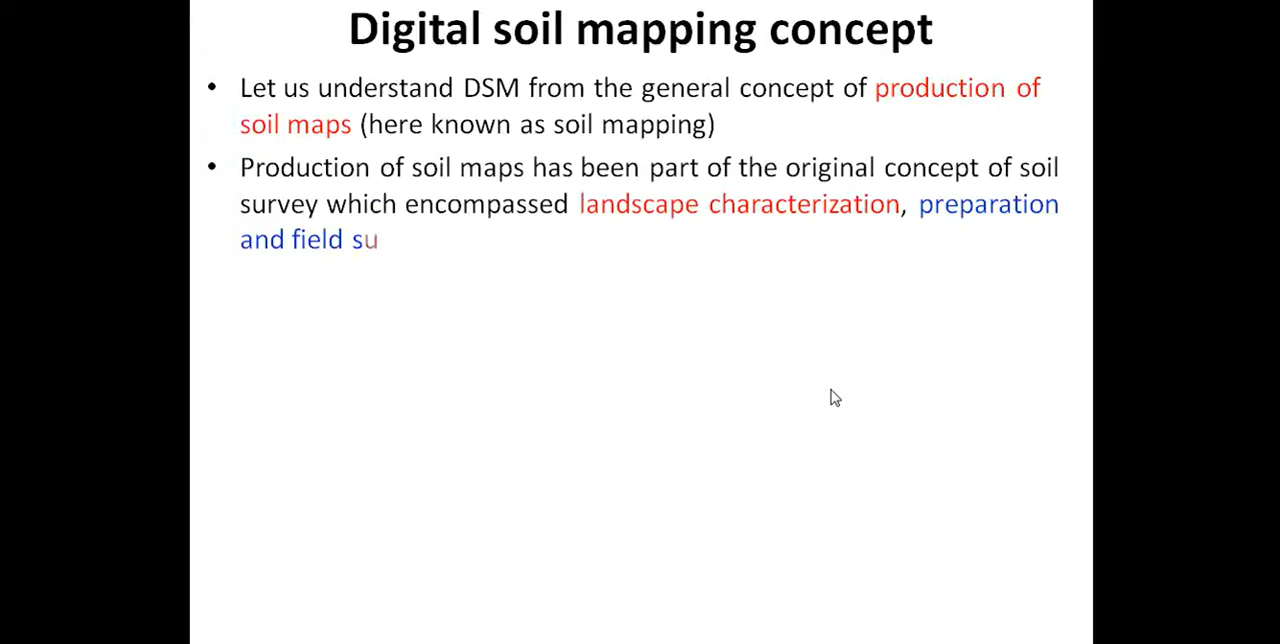 Digital soil mapping concept
• Let us understand DSM from the general concept of production of
soil maps (here known as soil mapping)
• Production of soil maps has been part of the original concept of soil
survey which encompassed landscape characterization, preparation
and field su